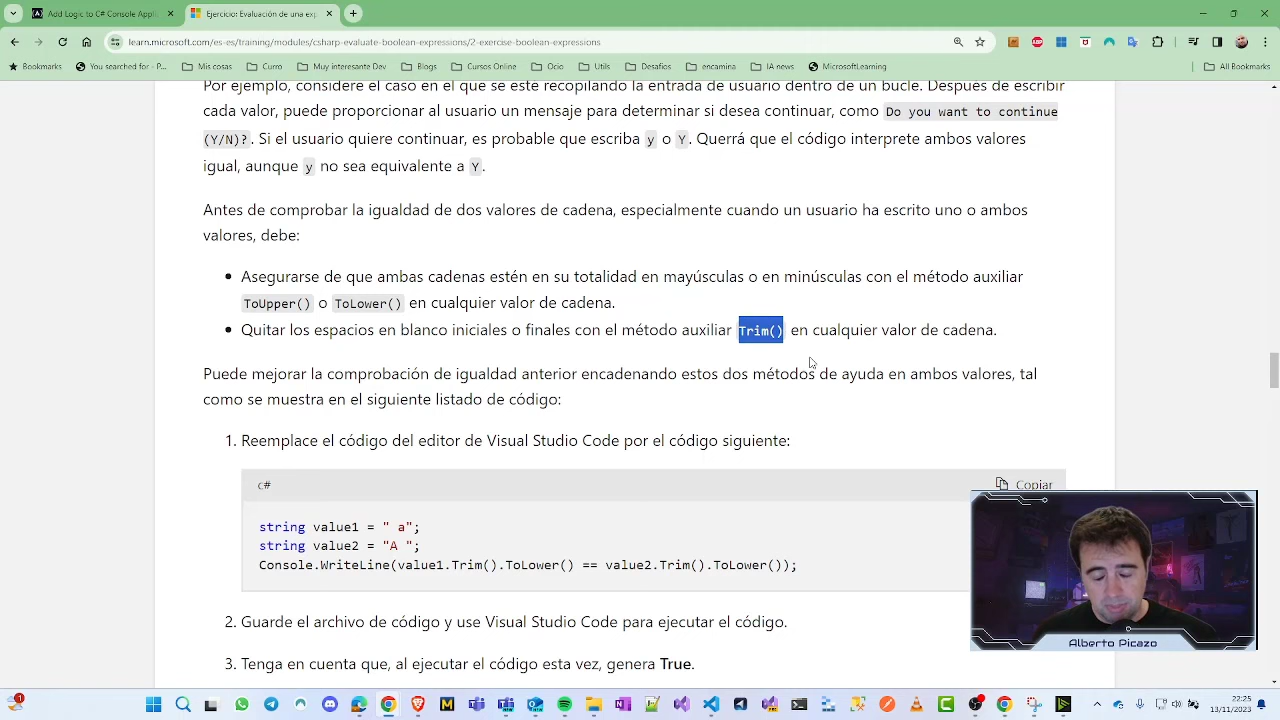 Add Logic to C# Console Appli
Ejercicio: Evaluación de una exp
learn.microsoft.com/es-es/training/modules/csharp-evaluate-boolean-expressions/2-exercise-boolean-expressions
Bookmarks
You searched for - P...
Mis cosas
Curro
Muy interesante Dev
Blogs
Cursos Online
Ocio
Utils
Desafios
encamina
IA news
MicrosoftLearning
All Bookmarks
Por ejemplo, considere el caso en el que se esté recopilando la entrada de usuario dentro de un bucle. Después de escribir
cada valor, puede proporcionar al usuario un mensaje para determinar si desea continuar, como Do you want to continue
(Y/N)?. Si el usuario quiere continuar, es probable que escriba y o Y. Querrá que el código interprete ambos valores
igual, aunque y no sea equivalente a Y.
Antes de comprobar la igualdad de dos valores de cadena, especialmente cuando un usuario ha escrito uno o ambos
valores, debe:
• Asegurarse de que ambas cadenas estén en su totalidad en mayúsculas o en minúsculas con el método auxiliar
ToUpper() o ToLower() en cualquier valor de cadena.
• Quitar los espacios en blanco iniciales o finales con el método auxiliar Trim() en cualquier valor de cadena.
Puede mejorar la comprobación de igualdad anterior encadenando estos dos métodos de ayuda en ambos valores, tal
como se muestra en el siguiente listado de código:
1. Reemplace el código del editor de Visual Studio Code por el código siguiente:
c#
Copiar
string value1 = " a";
string value2 = "A ";
Console.WriteLine(value1.Trim().ToLower() == value2.Trim().ToLower());
2. Guarde el archivo de código y use Visual Studio Code para ejecutar el código.
3. Tenga en cuenta que, al ejecutar el código esta vez, genera True.
Alberto Picazo
22:25
13/11/2023